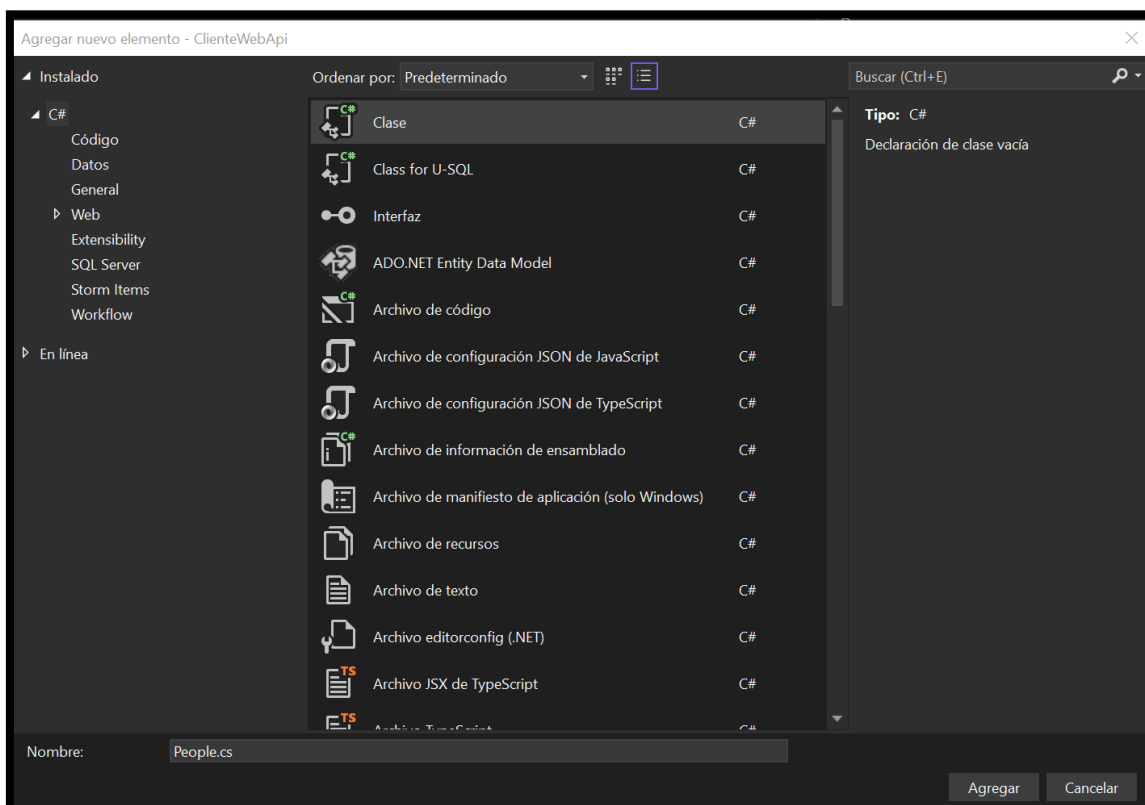 Agregar nuevo elemento - ClienteWebApi
Instalado
C#
Código
Datos
General
Web
Extensibility
SQL Server
Storm Items
Workflow
En línea
Ordenar por: Predeterminado
Clase C#
Class for U-SQL C#
Interfaz C#
ADO.NET Entity Data Model C#
Archivo de código C#
Archivo de configuración JSON de JavaScript C#
Archivo de configuración JSON de TypeScript C#
Archivo de información de ensamblado C#
Archivo de manifiesto de aplicación (solo Windows) C#
Archivo de recursos C#
Archivo de texto C#
Archivo editorconfig (.NET) C#
Archivo JSX de TypeScript C#
Archivo TypeScript C#
Buscar (Ctrl+E)
Tipo: C#
Declaración de clase vacía
Nombre: People.cs
Agregar Cancelar